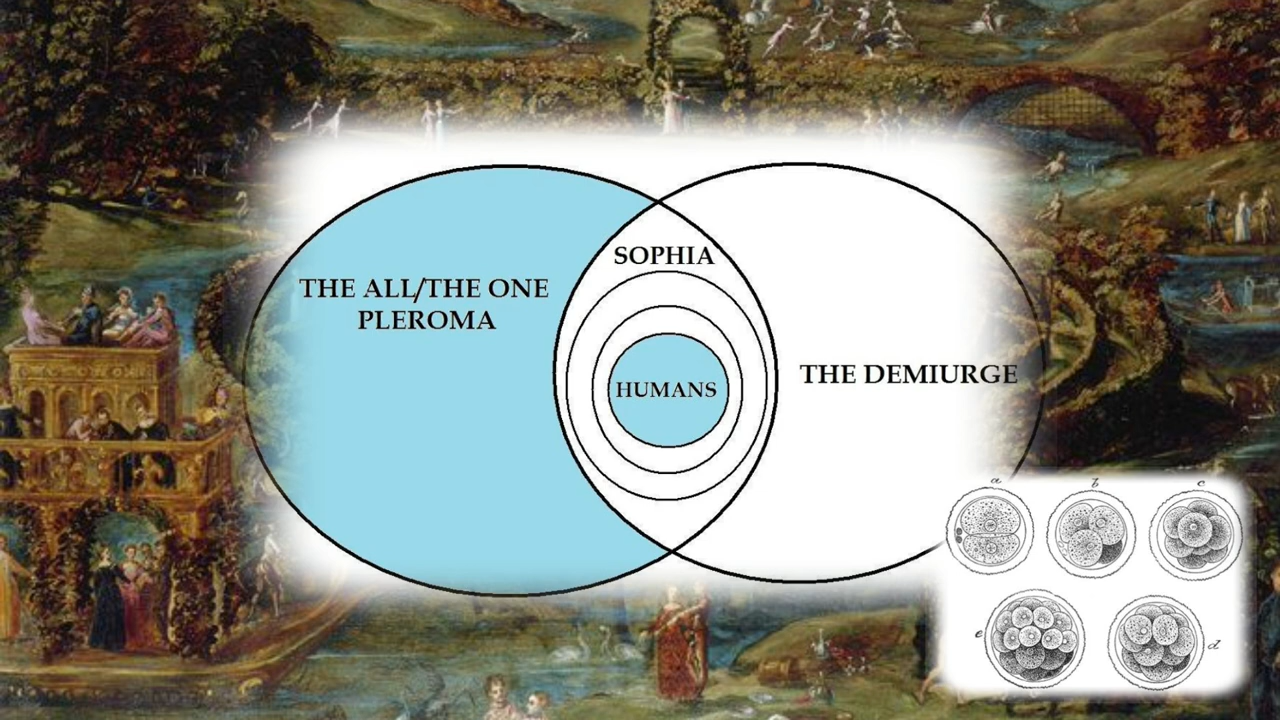 SOPHIA
THE ALL/THE ONE
PLEROMA
THE DEMIURGE
HUMANS
a
b
c
e
d